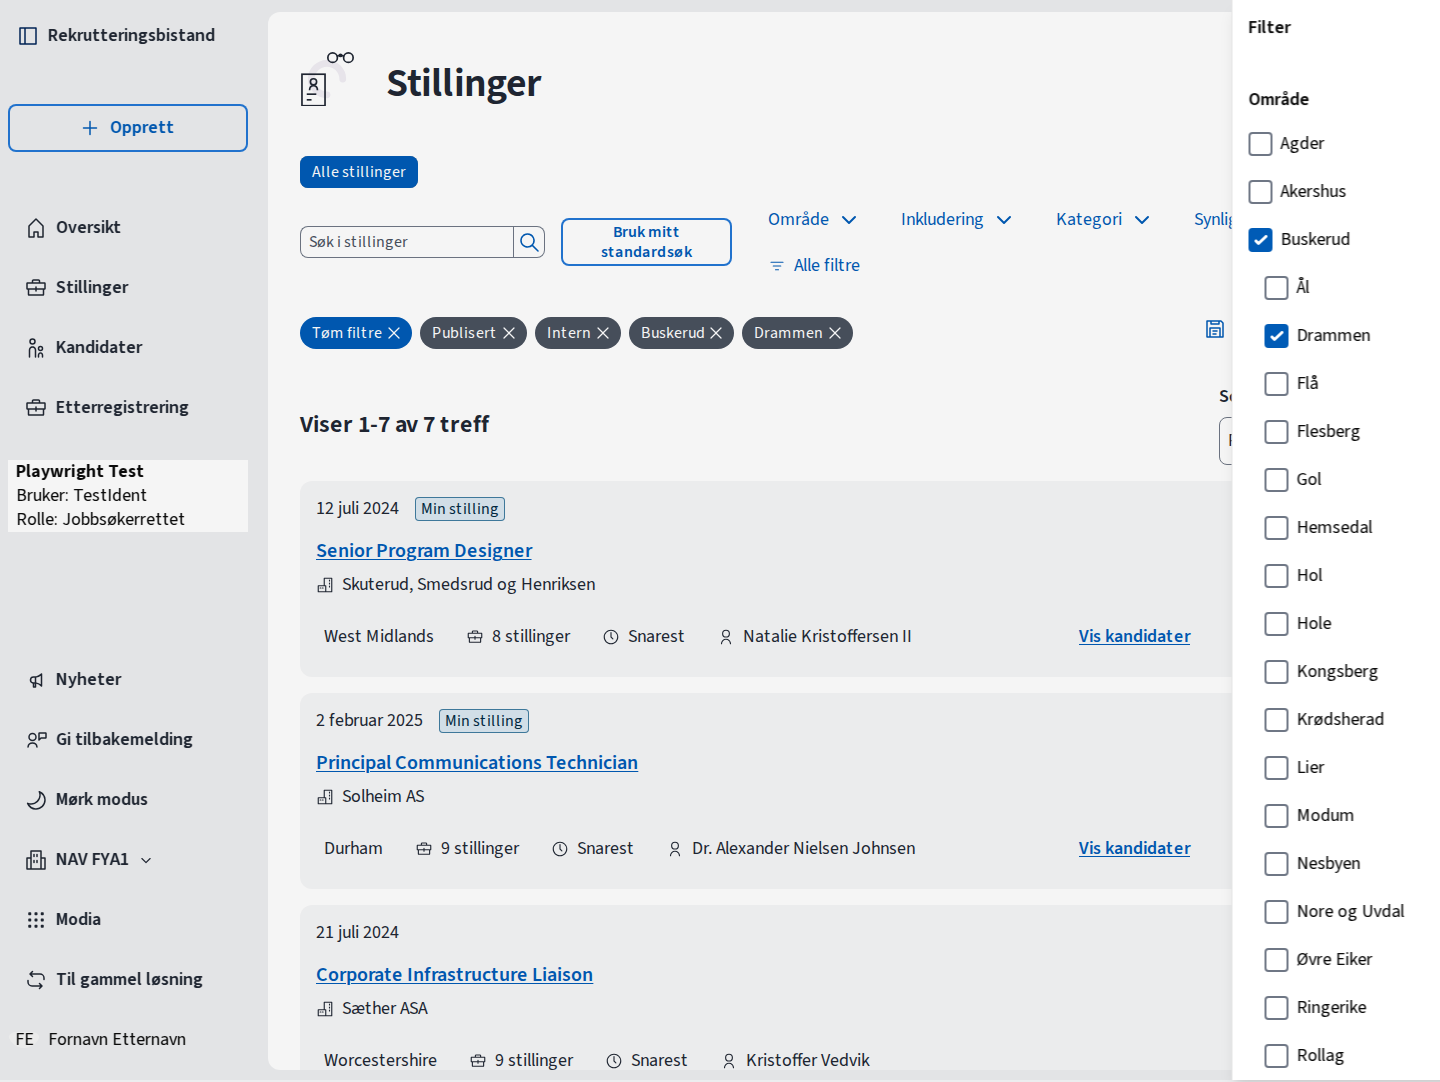 Rekrutteringsbistand
Opprett
Oversikt
Stillinger
Kandidater
Etterregistrering
Playwright Test
Bruker: TestIdent
Rolle: Jobbsøkerrettet
Nyheter
Gi tilbakemelding
Mørk modus
NAV FYA1
Modia
Til gammel løsning
FE Fornavn Etternavn
Stillinger
Alle stillinger
Søk i stillinger
Bruk mitt
standardsøk
Område
Inkludering
Kategori
Alle filtre
Tøm filtre
Publisert
Intern
Buskerud
Drammen
Viser 1-7 av 7 treff
12 juli 2024
Min stilling
Senior Program Designer
Skuterud, Smedsrud og Henriksen
West Midlands
8 stillinger
Snarest
Natalie Kristoffersen II
Vis kandidater
2 februar 2025
Min stilling
Principal Communications Technician
Solheim AS
Durham
9 stillinger
Snarest
Dr. Alexander Nielsen Johnsen
Vis kandidater
21 juli 2024
Corporate Infrastructure Liaison
Sæther ASA
Worcestershire
9 stillinger
Snarest
Kristoffer Vedvik
Filter
Område
Agder
Akershus
Buskerud
Ål
Drammen
Flå
Flesberg
Gol
Hemsedal
Hol
Hole
Kongsberg
Krødsherad
Lier
Modum
Nesbyen
Nore og Uvdal
Øvre Eiker
Ringerike
Rollag